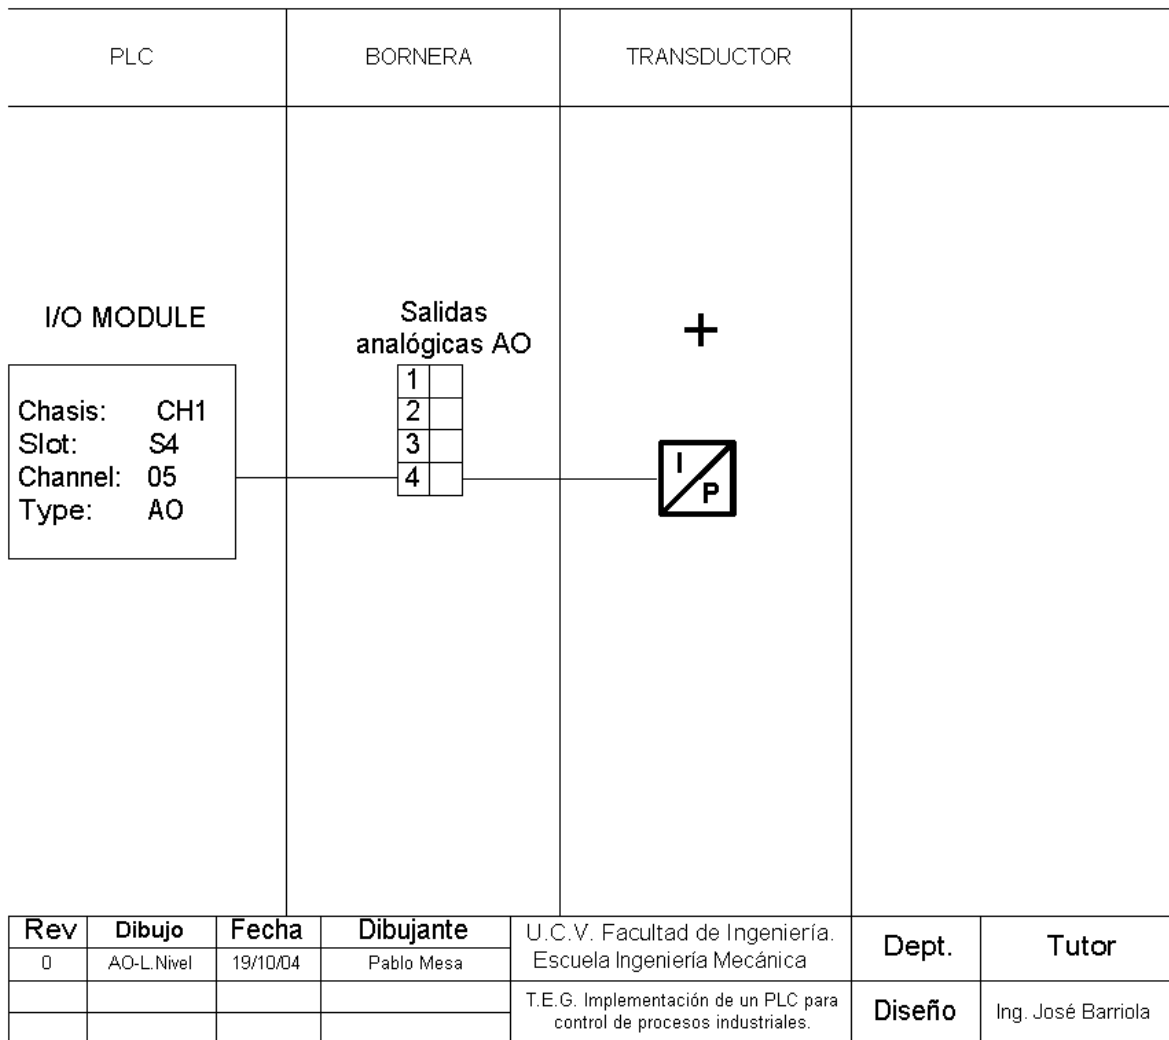 PLC BORNERA TRANSDUCTOR
I/O MODULE
Chasis: CH1
Slot: S4
Channel: 05
Type: AO
Salidas
analógicas AO
1
2
3
4
+
I
P
Rev Dibujo Fecha Dibujante
0 AO-L.Nivel 19/10/04 Pablo Mesa
U.C.V. Facultad de Ingeniería.
Escuela Ingeniería Mecánica
T.E.G. Implementación de un PLC para
control de procesos industriales.
Dept. Tutor
Diseño Ing. José Barriola